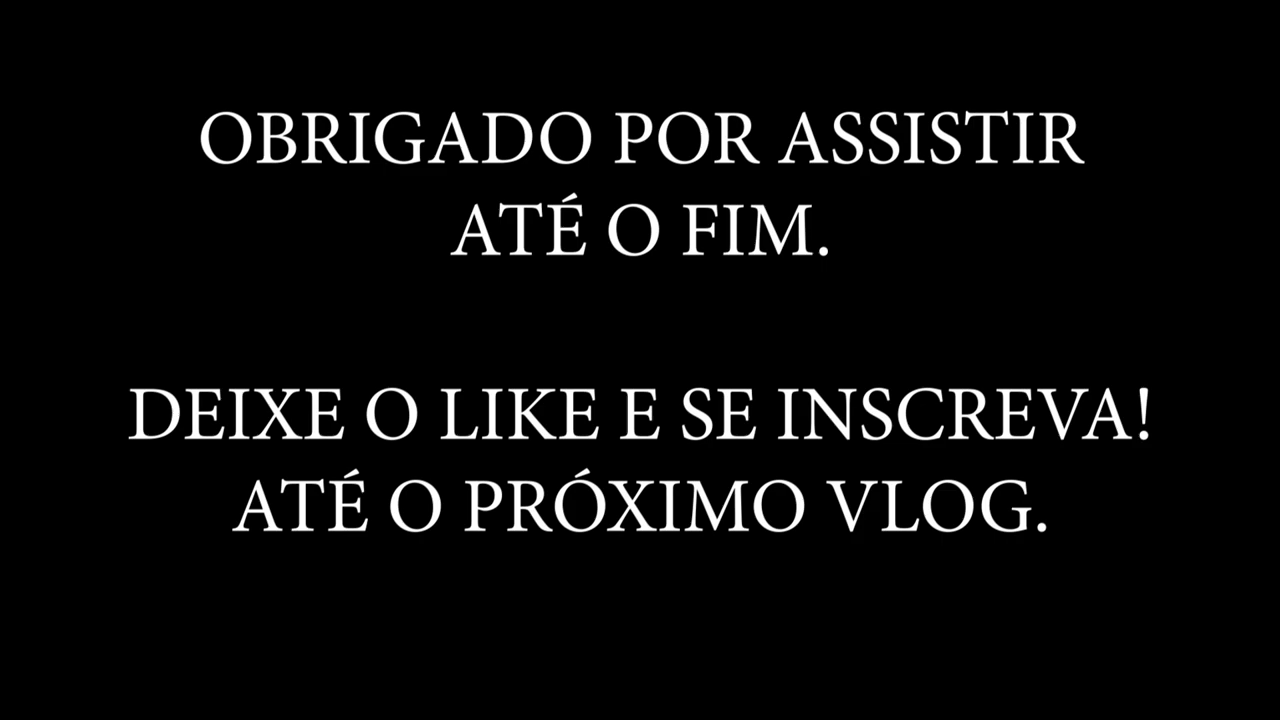 OBRIGADO POR ASSISTIR
ATÉ O FIM.
DEIXE O LIKE E SE INSCREVA!
ATÉ O PRÓXIMO VLOG.